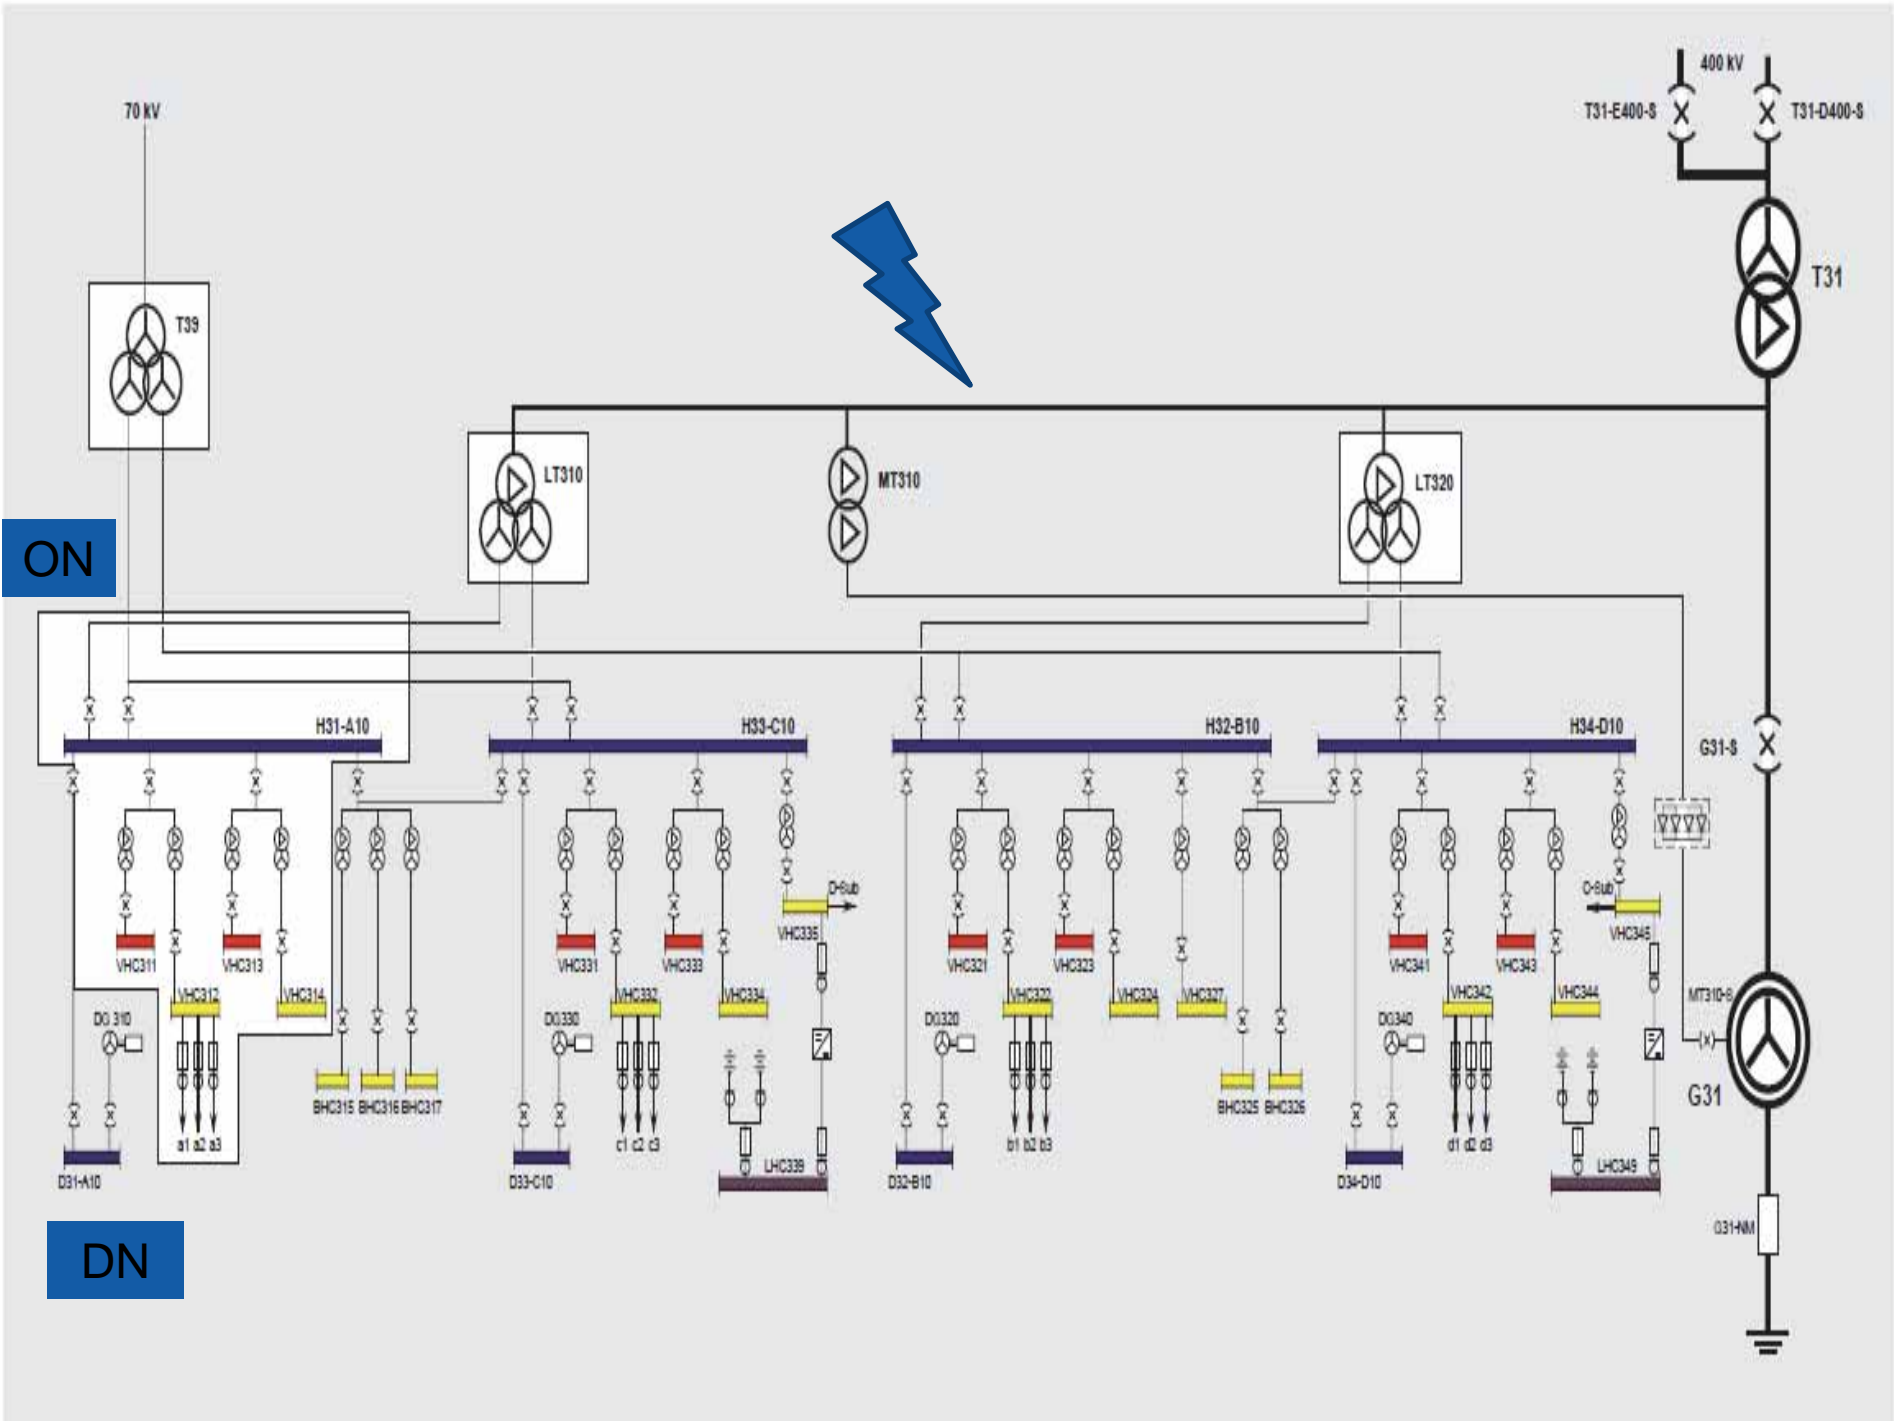 400 kV
70 kV
T31-E400-S
T31-D400-S
T31
T39
LT310
MT310
LT320
ON
H31-A10
H33-C10
H32-B10
H34-D10
G31-S
D-Sub
C-Sub
VHC335
VHC345
VHC311
VHC313
VHC331
VHC333
VHC321
VHC323
VHC341
VHC343
VHC312
VHC314
VHC332
VHC334
VHC322
VHC324
VHC327
VHC342
VHC344
MT310-S
DG 310
DG330
DG320
DG340
G31
BHC315 BHC316 BHC317
BHC325 BHC326
a1 a2 a3
c1 c2 c3
b1 b2 b3
d1 d2 d3
LHC339
LHC349
D31-A10
D33-C10
D32-B10
D34-D10
G31-NM
DN